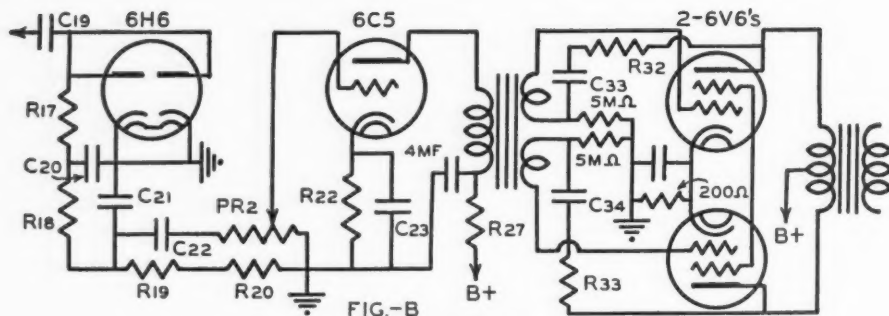 C19
6H6
6C5
2-6V6's
R17
C20
R18
C21
C22
PR2
R19
R20
R22
C23
4MF
R27
B+
C33
R32
5MΩ
5MΩ
C34
200Ω
R33
B+
FIG.-B